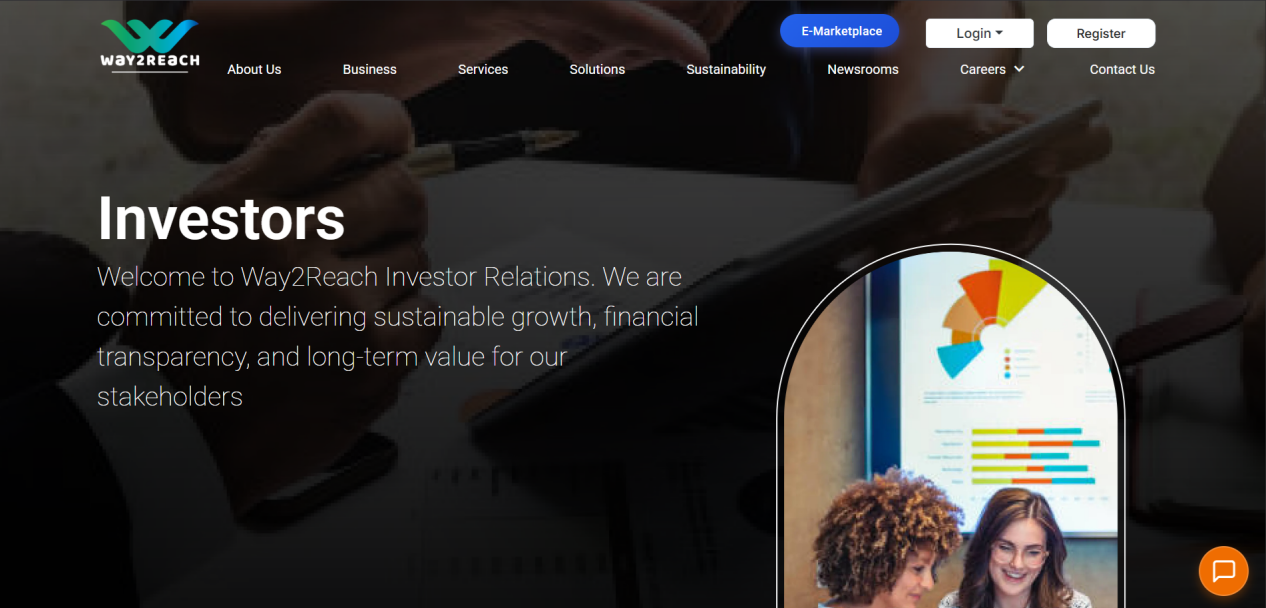 WAY2REACH
E-Marketplace
Login
Register
About Us
Business
Services
Solutions
Sustainability
Newsrooms
Careers
Contact Us
Investors
Welcome to Way2Reach Investor Relations. We are
committed to delivering sustainable growth, financial
transparency, and long-term value for our
stakeholders